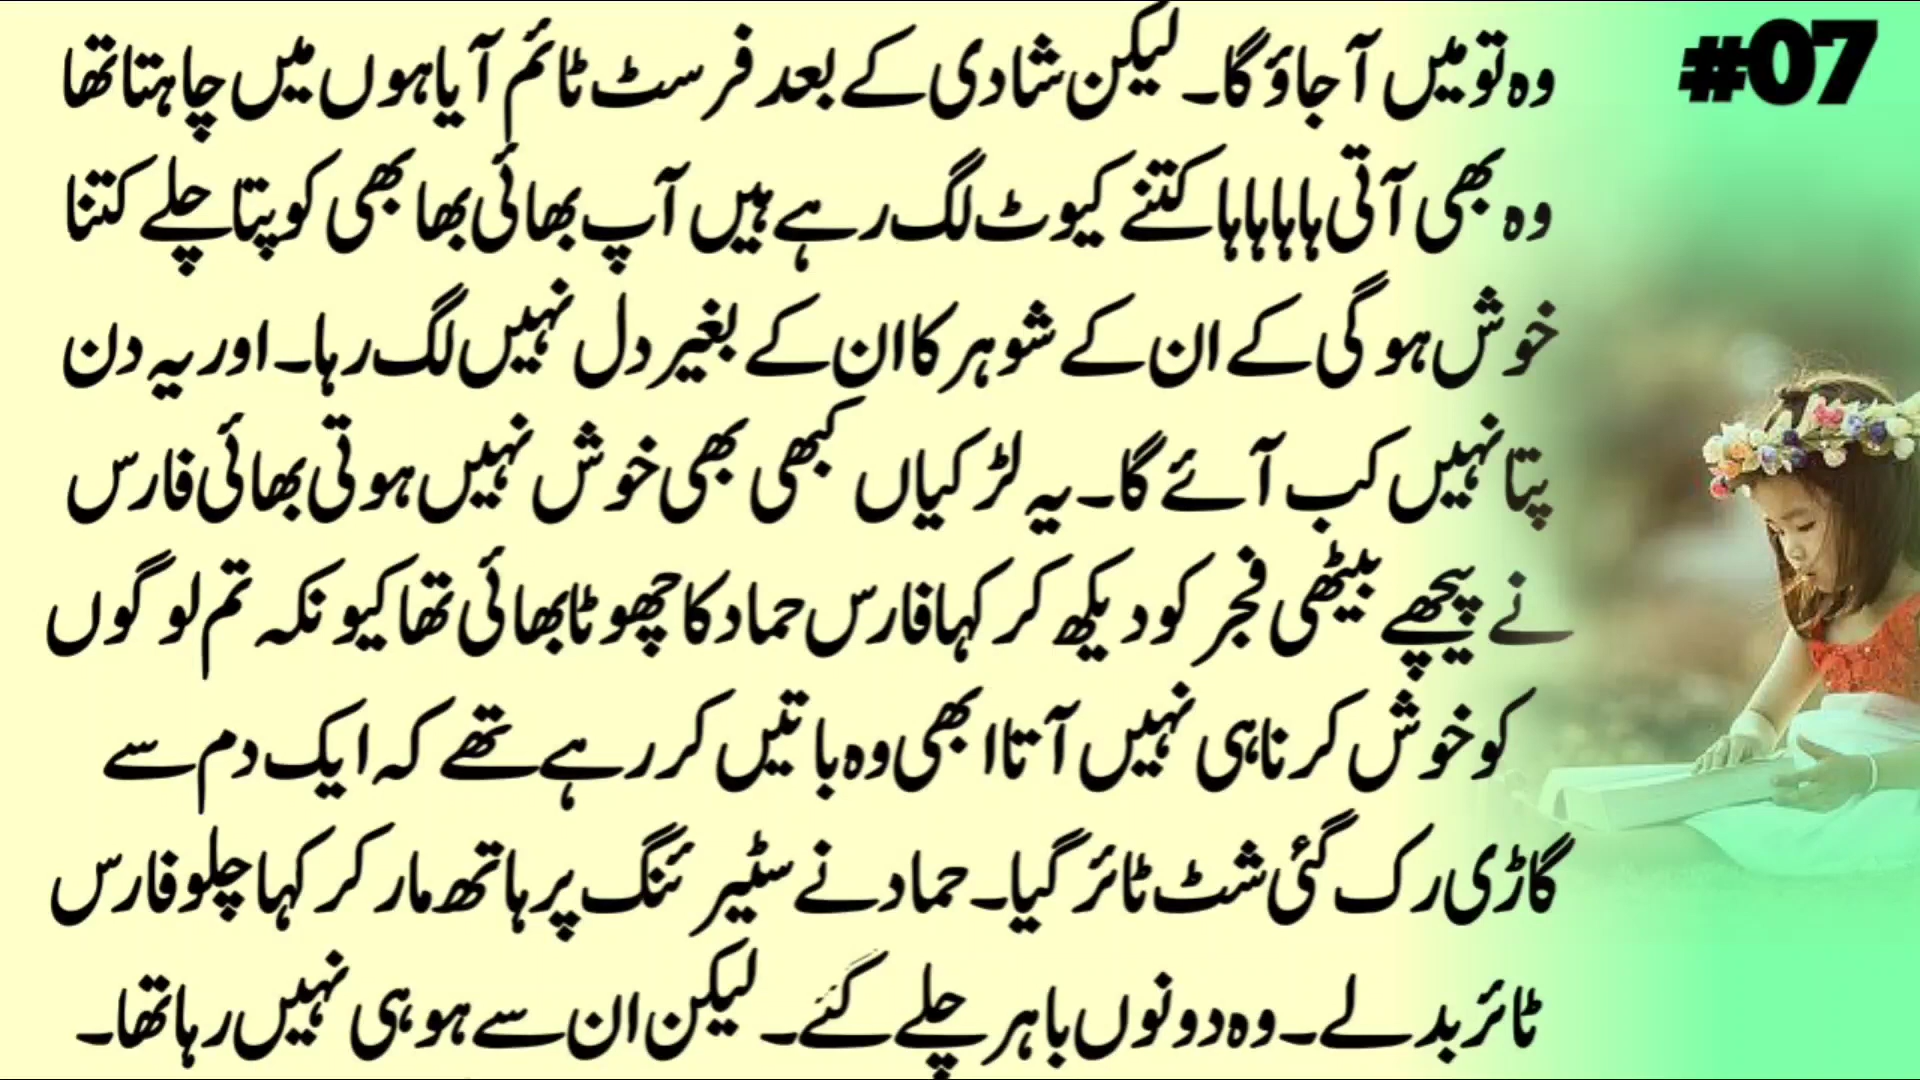 #07
وہ تو میں آ جاؤ گا۔ لیکن شادی کے بعد فرسٹ ٹائم آیا ہوں میں چاہتا تھا
وہ بھی آتی ہاہاہاہا کتنے کیوٹ لگ رہے ہیں آپ بھائی بھابھی کو پتا چلے کتنا
خوش ہو گی کے ان کے شوہر کا ان کے بغیر دل نہیں لگ رہا۔ اور یہ دن
پتا نہیں کب آئے گا۔ یہ لڑکیاں کبھی بھی خوش نہیں ہوتی بھائی فارس
نے پیچھے بیٹھی فجر کو دیکھ کر کہا فارس حماد کا چھوٹا بھائی تھا کیونکہ تم لوگوں
کو خوش کرنا ہی نہیں آتا ابھی وہ باتیں کر رہے تھے کہ ایک دم سے
گاڑی رک گئی شٹ ٹائر گیا۔ حماد نے سٹیرئنگ پر ہاتھ مار کر کہا چلو فارس
ٹائر بدلے۔ وہ دونوں باہر چلے گئے۔ لیکن ان سے ہو ہی نہیں رہا تھا۔